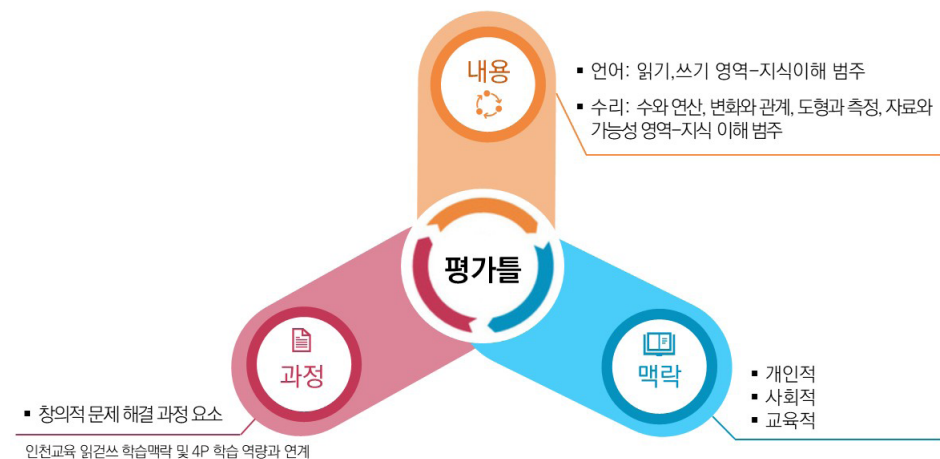 내용
▪ 언어: 읽기,쓰기 영역-지식이해 범주
▪ 수리: 수와 연산, 변화와 관계, 도형과 측정, 자료와
가능성 영역-지식 이해 범주
평가틀
과정
▪ 창의적 문제 해결 과정 요소
인천교육 읽걷쓰 학습맥락 및 4P 학습 역량과 연계
맥락
▪ 개인적
▪ 사회적
▪ 교육적